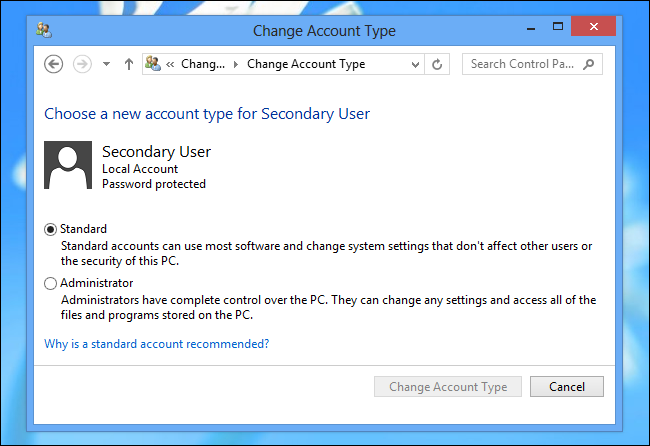 Change Account Type
« Chang... Change Account Type
Search Control Pa...
Choose a new account type for Secondary User
Secondary User
Local Account
Password protected
Standard
Standard accounts can use most software and change system settings that don't affect other users or
the security of this PC.
Administrator
Administrators have complete control over the PC. They can change any settings and access all of the
files and programs stored on the PC.
Why is a standard account recommended?
Change Account Type
Cancel